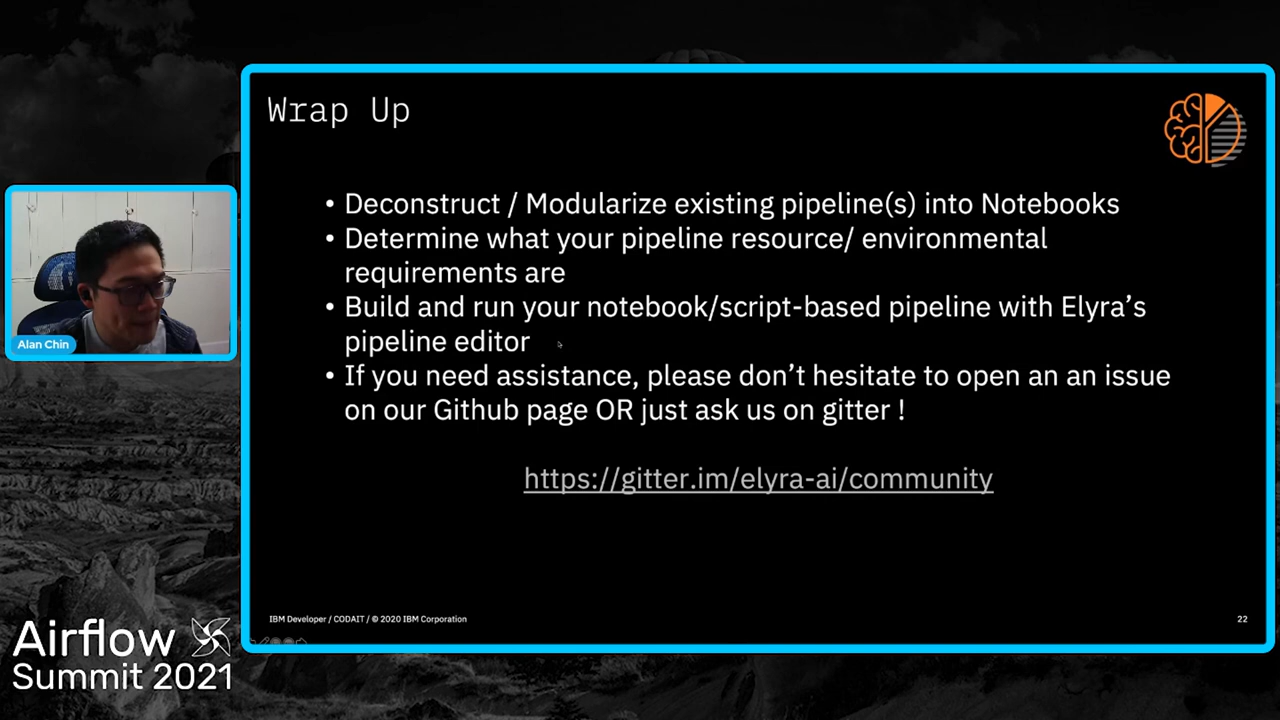 Wrap Up
• Deconstruct / Modularize existing pipeline(s) into Notebooks
• Determine what your pipeline resource/ environmental
requirements are
• Build and run your notebook/script-based pipeline with Elyra’s
pipeline editor
• If you need assistance, please don’t hesitate to open an an issue
on our Github page OR just ask us on gitter !
https://gitter.im/elyra-ai/community
IBM Developer / CODAIT / © 2020 IBM Corporation
22
Alan Chin
Airflow
Summit 2021